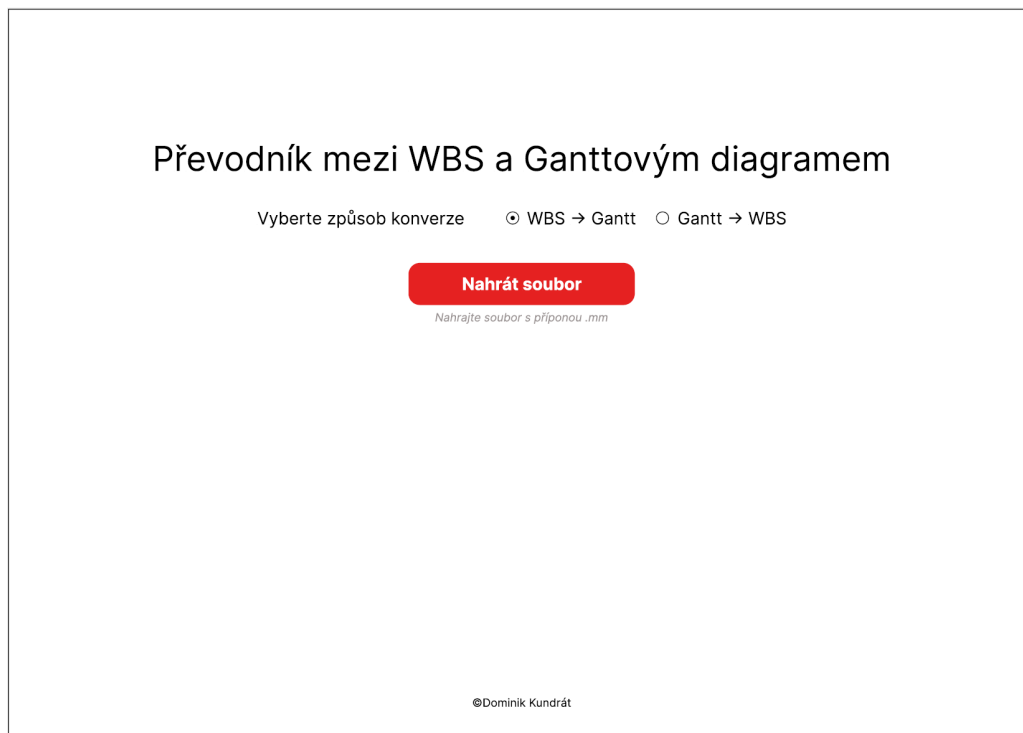 Převodník mezi WBS a Ganttovým diagramem
Vyberte způsob konverze WBS → Gantt Gantt → WBS
Nahrát soubor
Nahrajte soubor s příponou .mm
©Dominik Kundrát